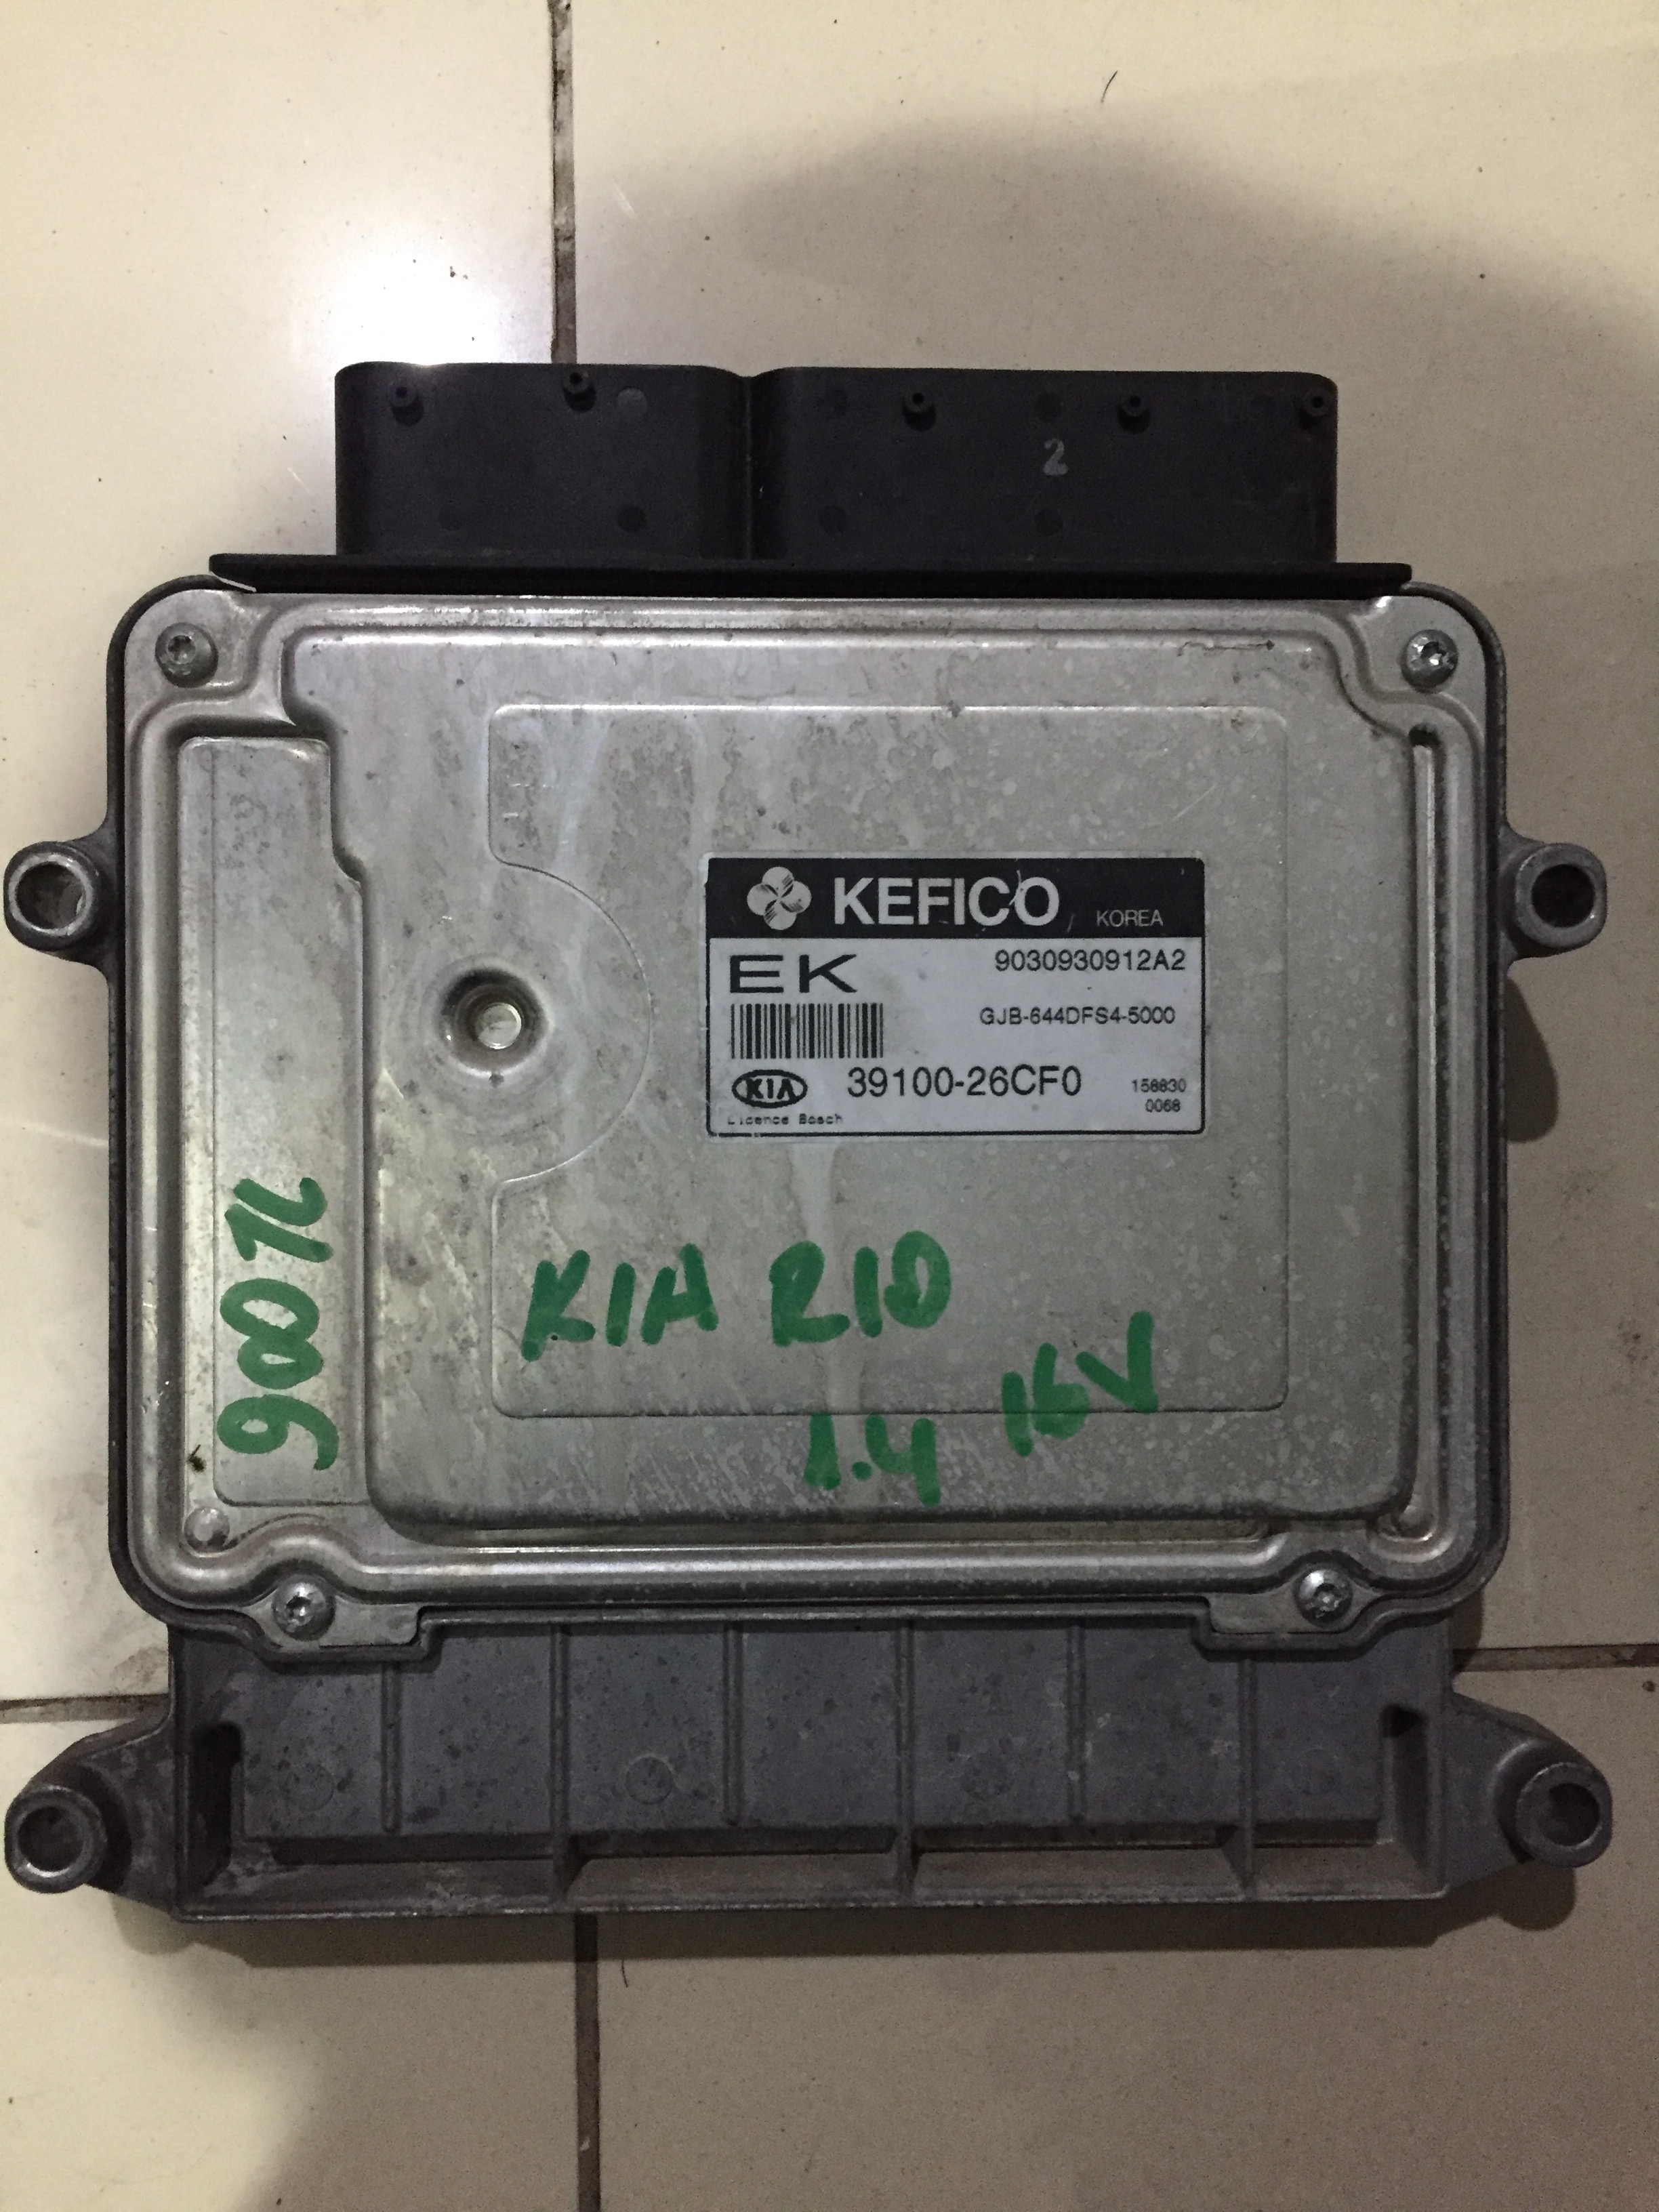 2
KEFICO KOREA
EK 9030930912A2
GJB-644DFS4-5000
KIA 39100-26CF0 158830
0068
Licence Bosch
900TL
KIA RIO
1.4 16V